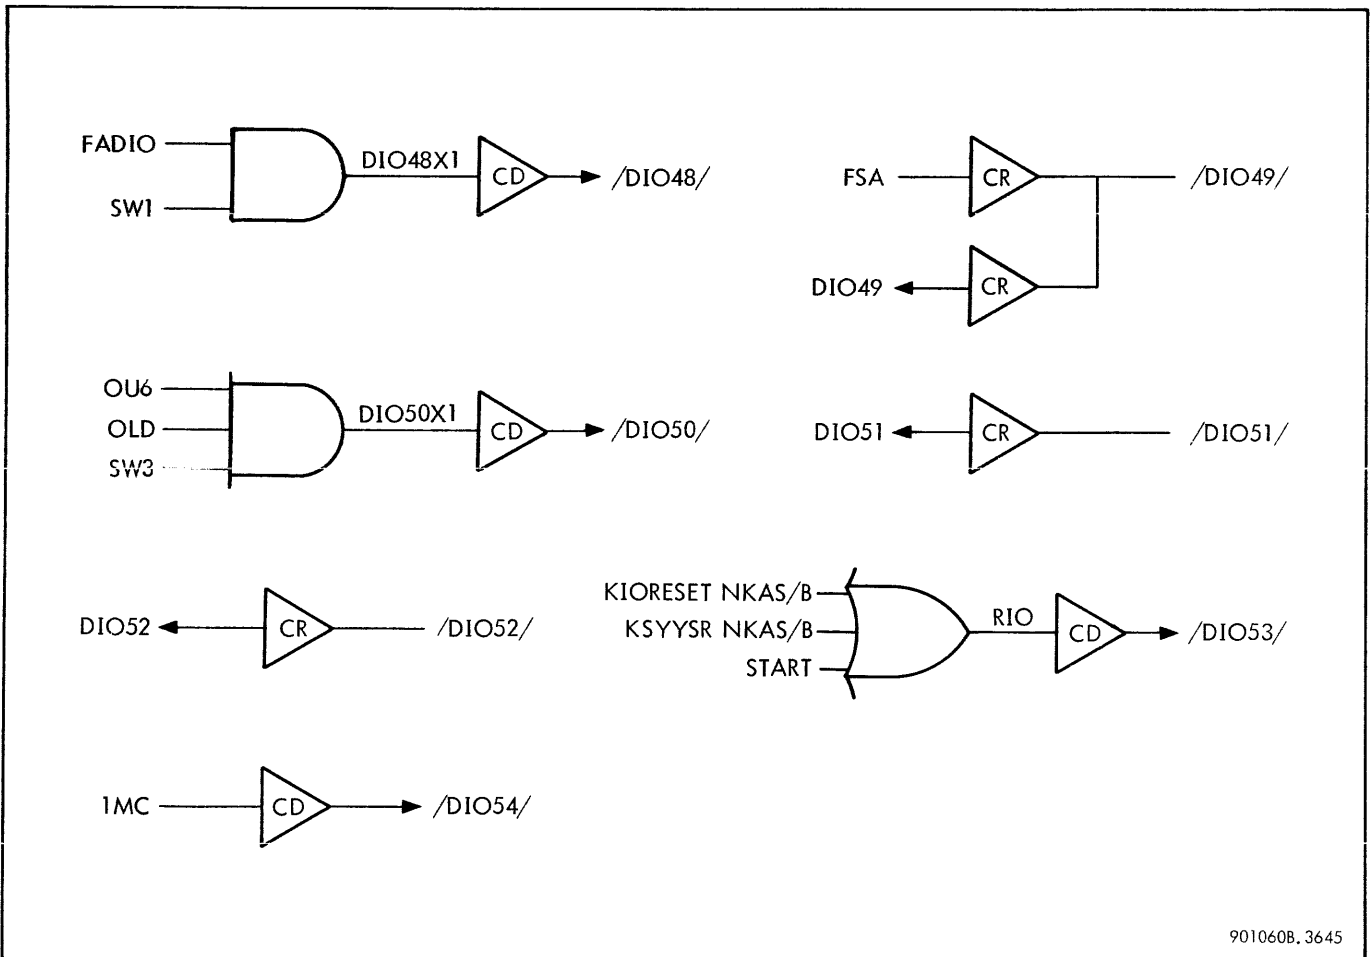 FADIO
SW1
DIO48X1
CD
/DIO48/
FSA
CR
/DIO49/
DIO49
CR
OU6
OLD
SW3
DIO50X1
CD
/DIO50/
DIO51
CR
/DIO51/
DIO52
CR
/DIO52/
KIORESET NKAS/B
KSYYSR NKAS/B
START
RIO
CD
/DIO53/
1MC
CD
/DIO54/
901060B.3645